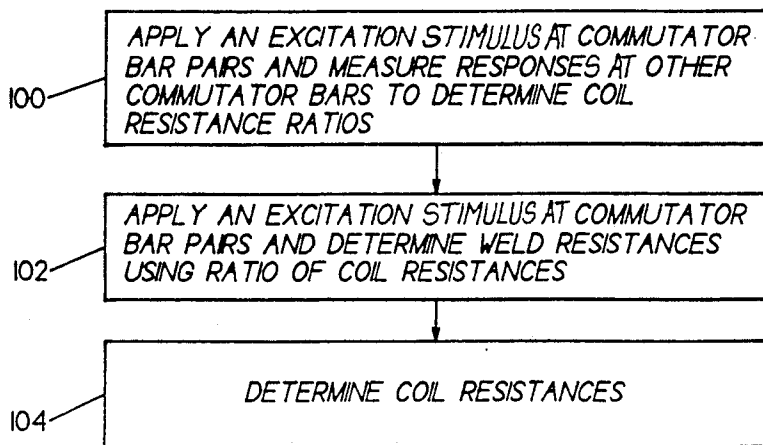 APPLY AN EXCITATION STIMULUS AT COMMUTATOR
BAR PAIRS AND MEASURE RESPONSES AT OTHER
COMMUTATOR BARS TO DETERMINE COIL
RESISTANCE RATIOS
100
APPLY AN EXCITATION STIMULUS AT COMMUTATOR
BAR PAIRS AND DETERMINE WELD RESISTANCES
USING RATIO OF COIL RESISTANCES
102
DETERMINE COIL RESISTANCES
104